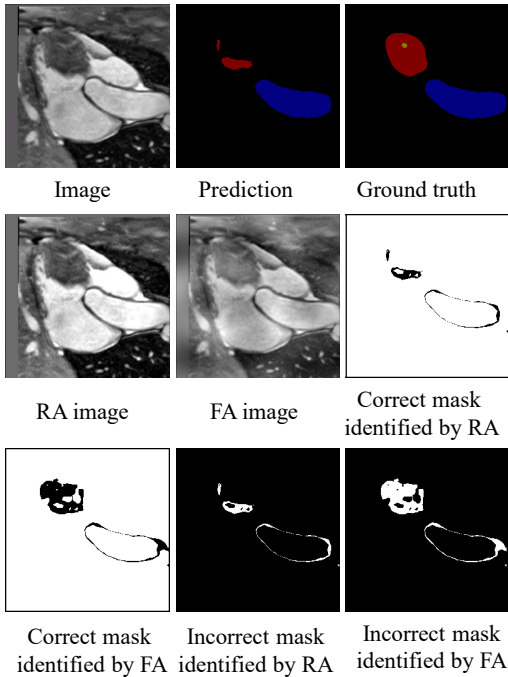 Image
Prediction
Ground truth
RA image
FA image
Correct mask
identified by RA
Correct mask
identified by FA
Incorrect mask
identified by RA
Incorrect mask
identified by FA